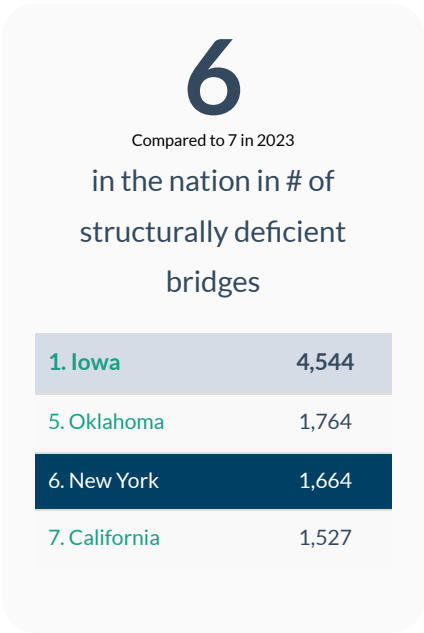 6
Compared to 7 in 2023
in the nation in # of
structurally deficient
bridges
1. Iowa 4,544
5. Oklahoma 1,764
6. New York 1,664
7. California 1,527